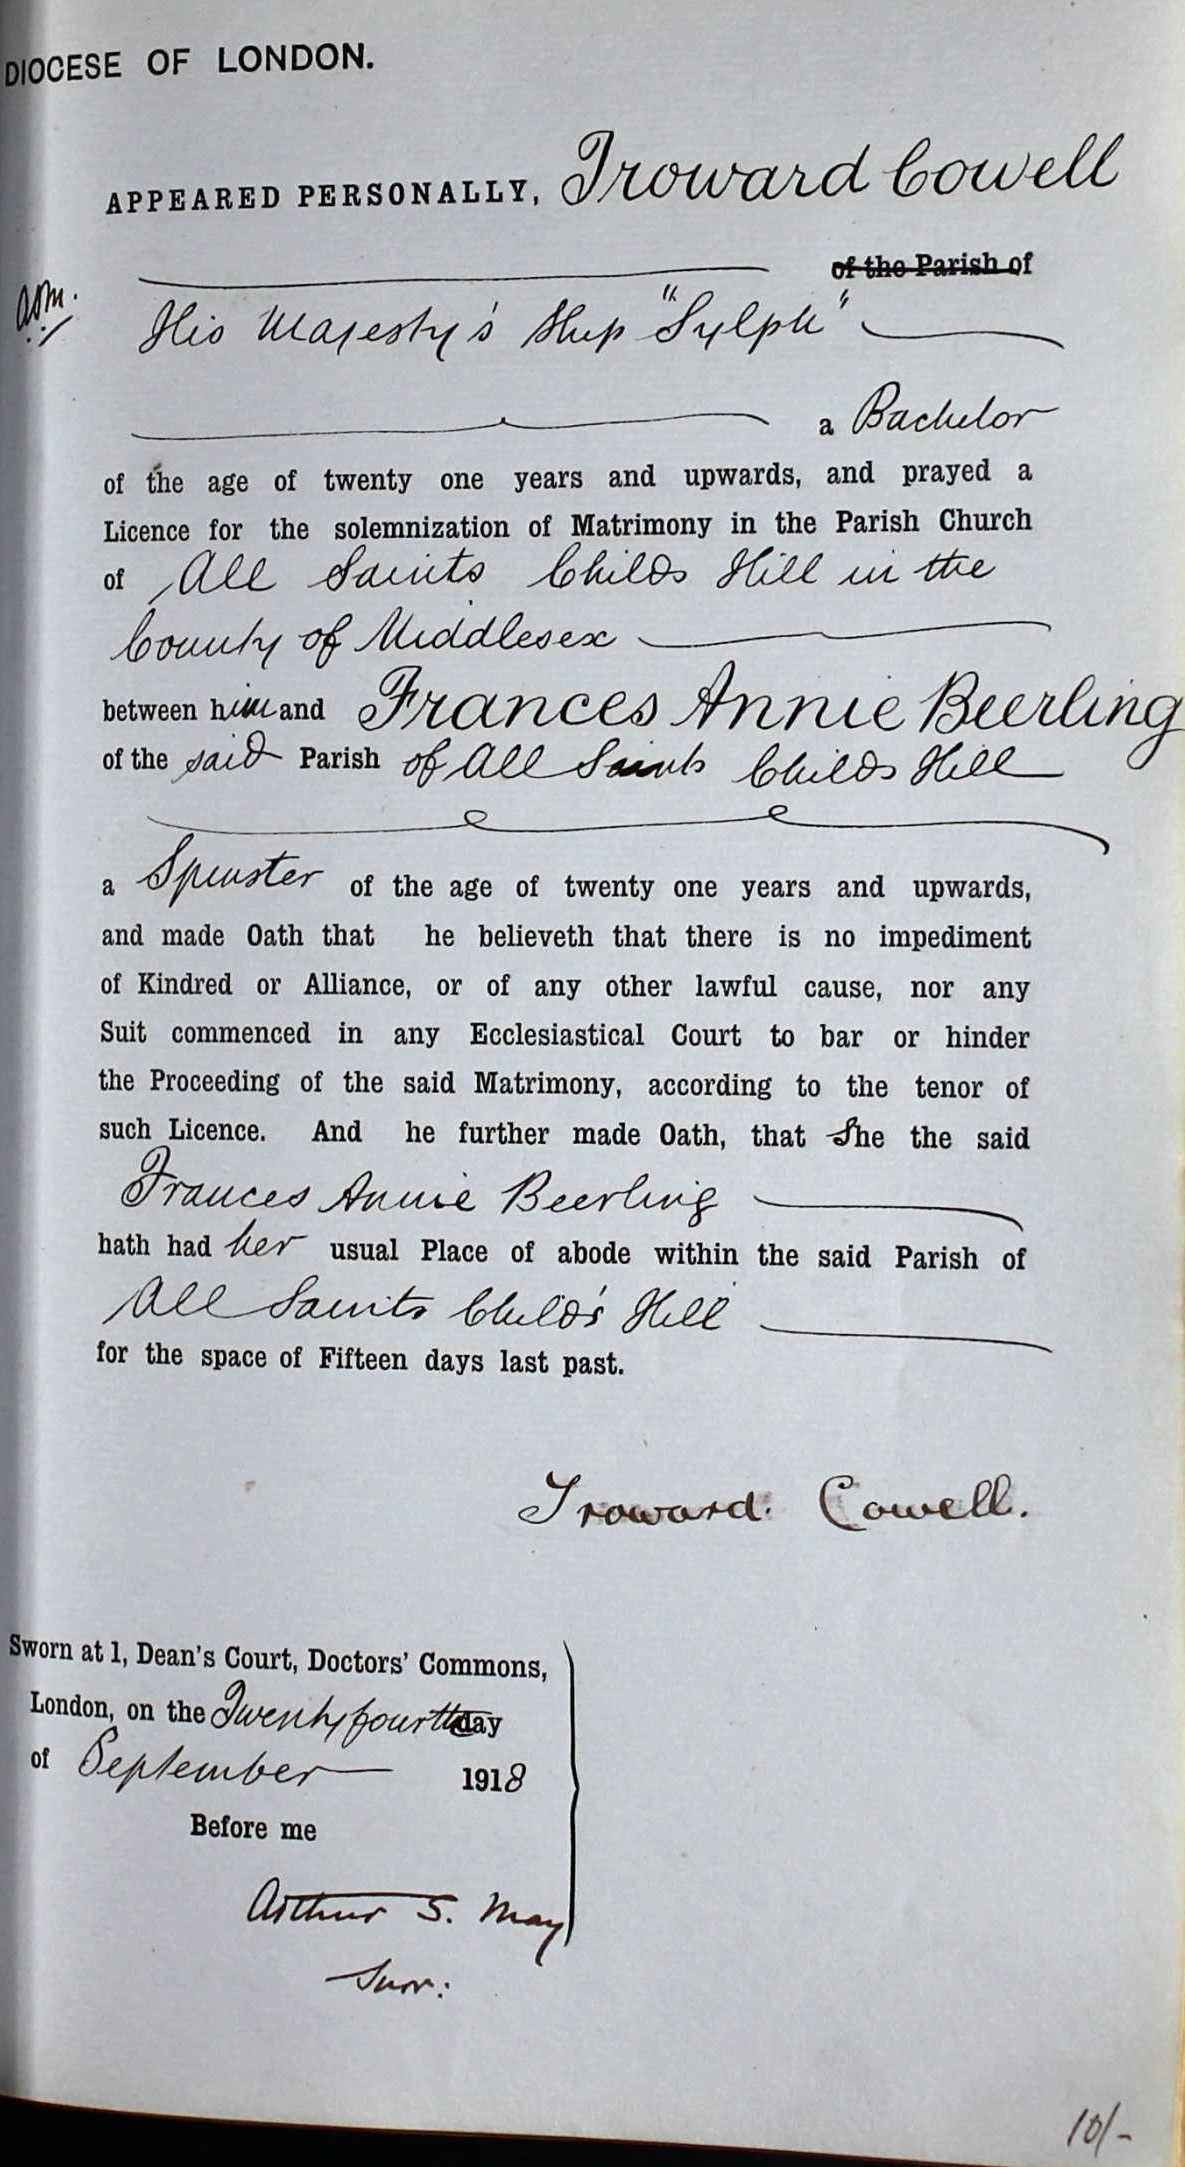 DIOCESE OF LONDON.
APPEARED PERSONALLY, Troward Cowell
of the Parish of
asm.
His Majesty's Ship "Sylph"
a Bachelor
of the age of twenty one years and upwards, and prayed a
Licence for the solemnization of Matrimony in the Parish Church
of All Saints Childs Hill in the
County of Middlesex
between him and Frances Annie Beerling
of the said Parish of All Saints Childs Hill
a Spinster of the age of twenty one years and upwards,
and made Oath that he believeth that there is no impediment
of Kindred or Alliance, or of any other lawful cause, nor any
Suit commenced in any Ecclesiastical Court to bar or hinder
the Proceeding of the said Matrimony, according to the tenor of
such Licence. And he further made Oath, that She the said
Frances Annie Beerling
hath had her usual Place of abode within the said Parish of
All Saints Child's Hill
for the space of Fifteen days last past.
Troward. Cowell.
Sworn at 1, Dean's Court, Doctors' Commons,
London, on the Twenty fourth day
of September 1918
Before me
Arthur S. May
Surr:
10/-